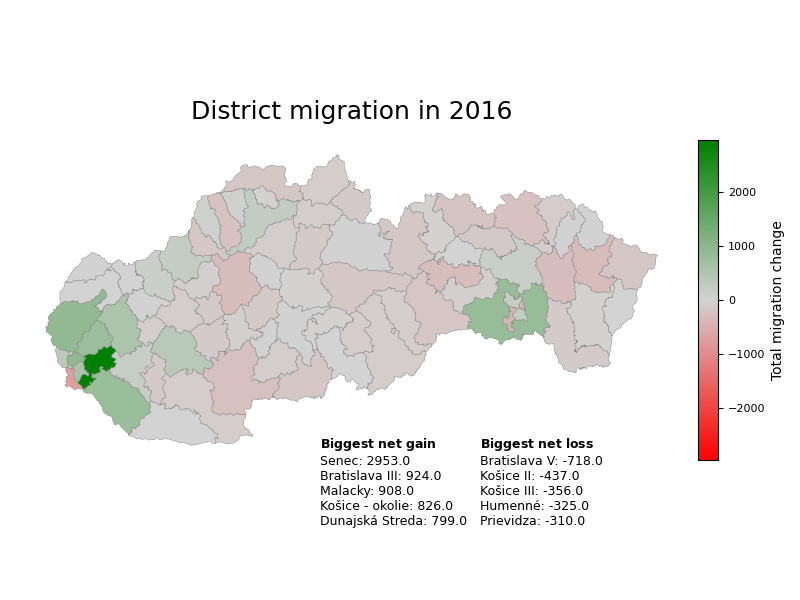 District migration in 2016
2000
1000
0
−1000
−2000
Total migration change
Biggest net gain
Senec: 2953.0
Bratislava III: 924.0
Malacky: 908.0
Košice - okolie: 826.0
Dunajská Streda: 799.0
Biggest net loss
Bratislava V: -718.0
Košice II: -437.0
Košice III: -356.0
Humenné: -325.0
Prievidza: -310.0